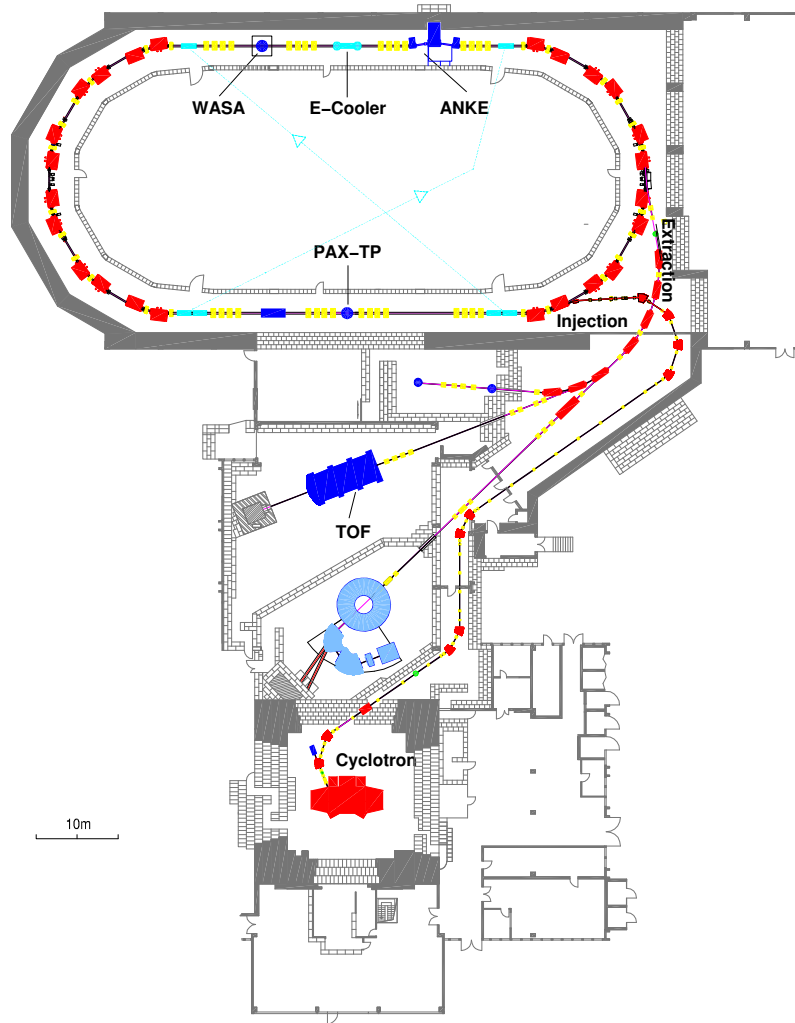 WASA
E-Cooler
ANKE
PAX-TP
Extraction
Injection
TOF
Cyclotron
10m